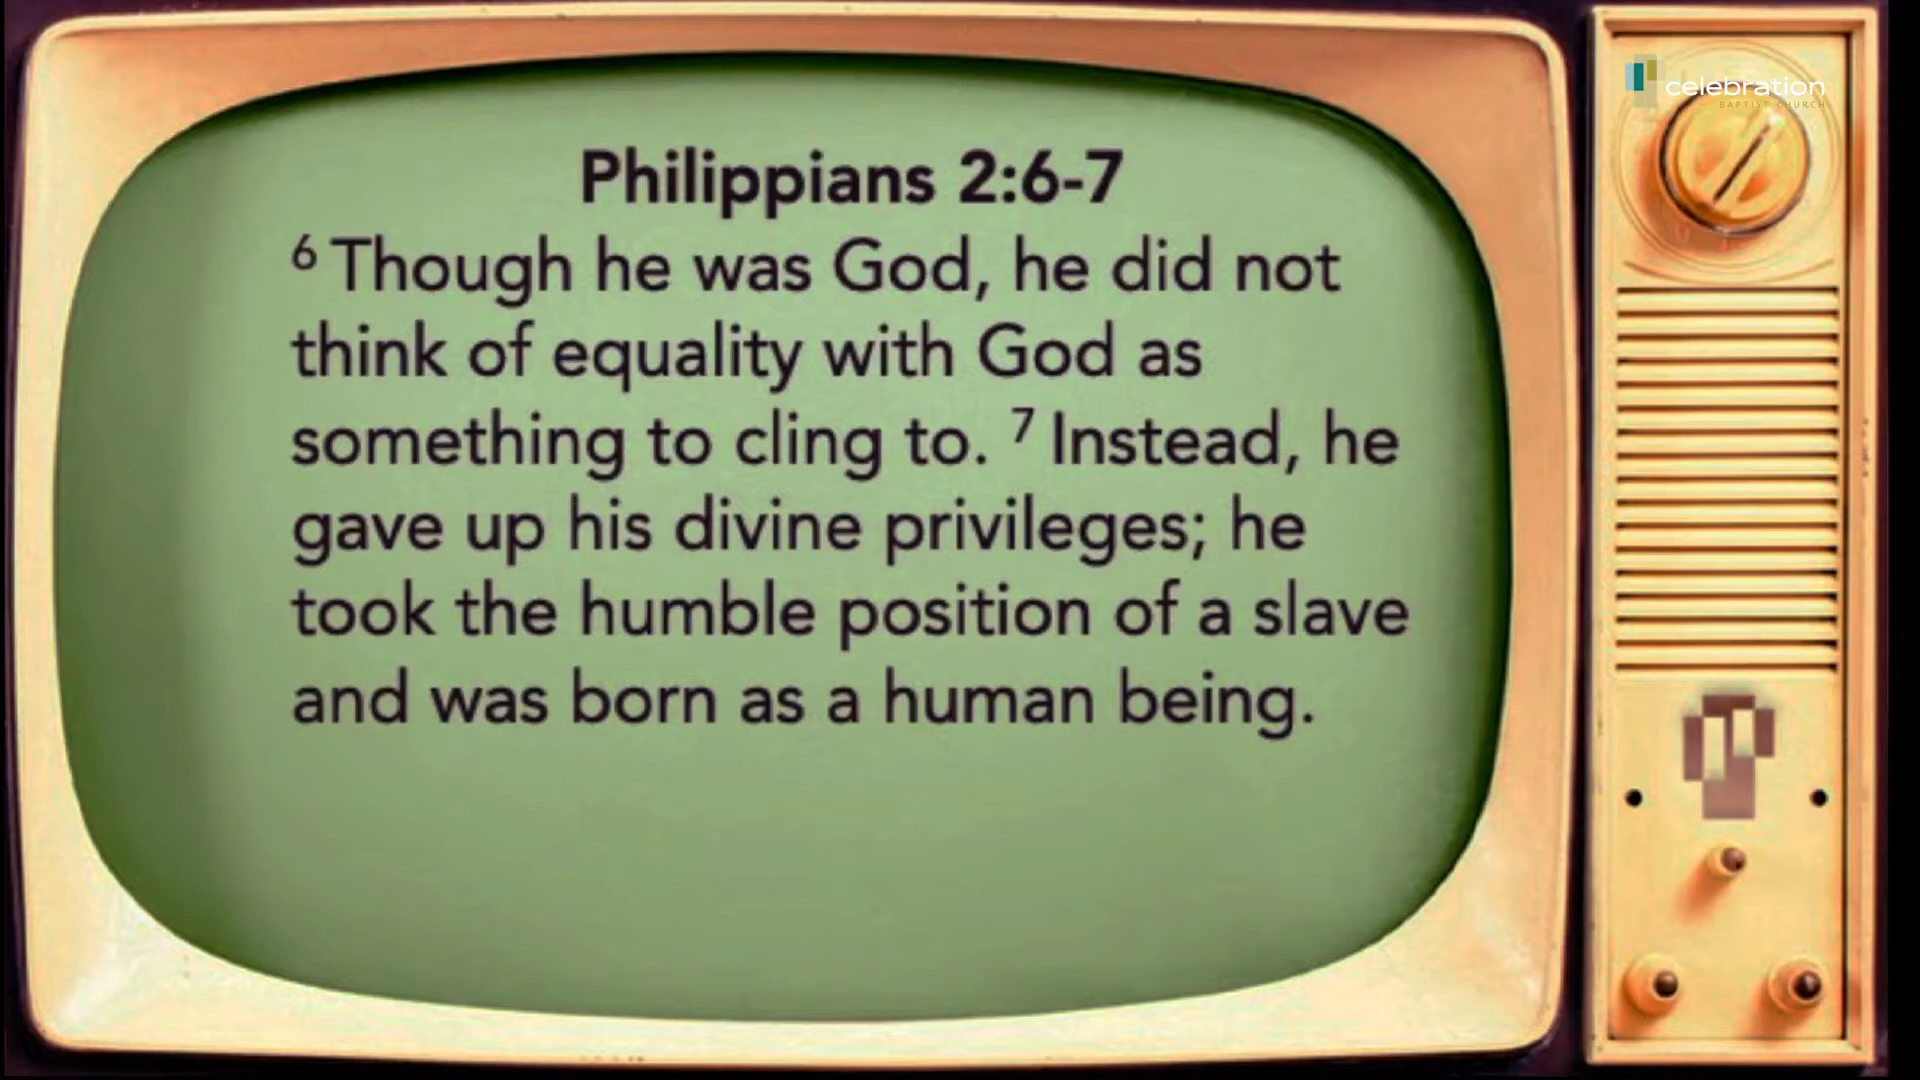 celebration
BAPTIST CHURCH
Philippians 2:6-7
6 Though he was God, he did not
think of equality with God as
something to cling to. 7 Instead, he
gave up his divine privileges; he
took the humble position of a slave
and was born as a human being.